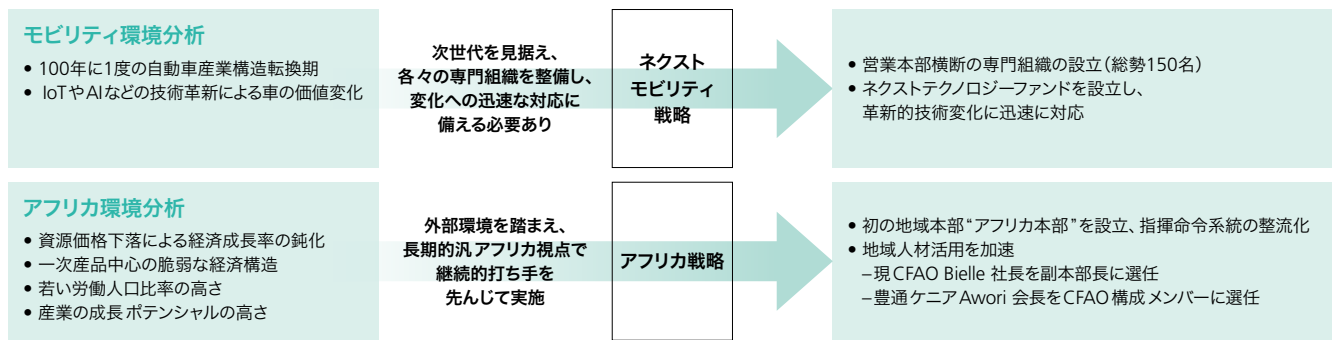 モビリティ環境分析
• 100年に1度の自動車産業構造転換期
• IoTやAIなどの技術革新による車の価値変化
次世代を見据え、
各々の専門組織を整備し、
変化への迅速な対応に
備える必要あり
ネクスト
モビリティ
戦略
• 営業本部横断の専門組織の設立（総勢150名）
• ネクストテクノロジーファンドを設立し、
革新的技術変化に迅速に対応
アフリカ環境分析
• 資源価格下落による経済成長率の鈍化
• 一次産品中心の脆弱な経済構造
• 若い労働人口比率の高さ
• 産業の成長ポテンシャルの高さ
外部環境を踏まえ、
長期的汎アフリカ視点で
継続的打ち手を
先んじて実施
アフリカ戦略
• 初の地域本部“アフリカ本部”を設立、指揮命令系統の整流化
• 地域人材活用を加速
–現CFAO Bielle 社長を副本部長に選任
–豊通ケニアAwori 会長をCFAO構成メンバーに選任